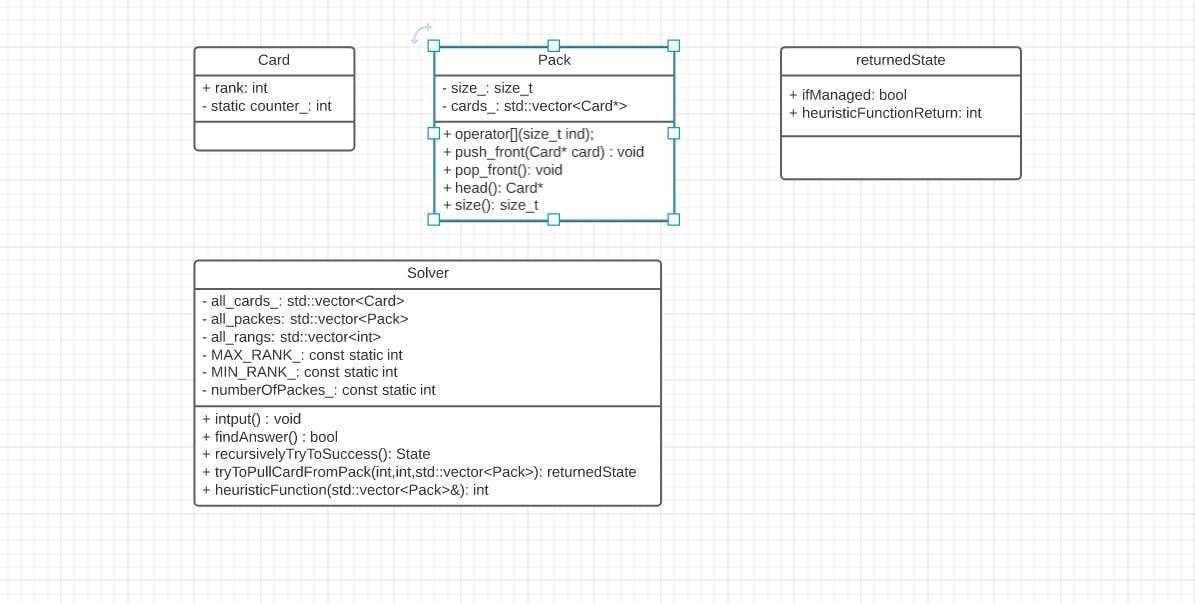 Card
+ rank: int
- static counter_: int
Pack
- size_: size_t
- cards_: std::vector<Card*>
+ operator[](size_t ind);
+ push_front(Card* card) : void
+ pop_front(): void
+ head(): Card*
+ size(): size_t
returnedState
+ ifManaged: bool
+ heuristicFunctionReturn: int
Solver
- all_cards_: std::vector<Card>
- all_packes: std::vector<Pack>
- all_rangs: std::vector<int>
- MAX_RANK_: const static int
- MIN_RANK_: const static int
- numberOfPackes_: const static int
+ intput() : void
+ findAnswer() : bool
+ recursivelyTryToSuccess(): State
+ tryToPullCardFromPack(int,int,std::vector<Pack>): returnedState
+ heuristicFunction(std::vector<Pack>&): int